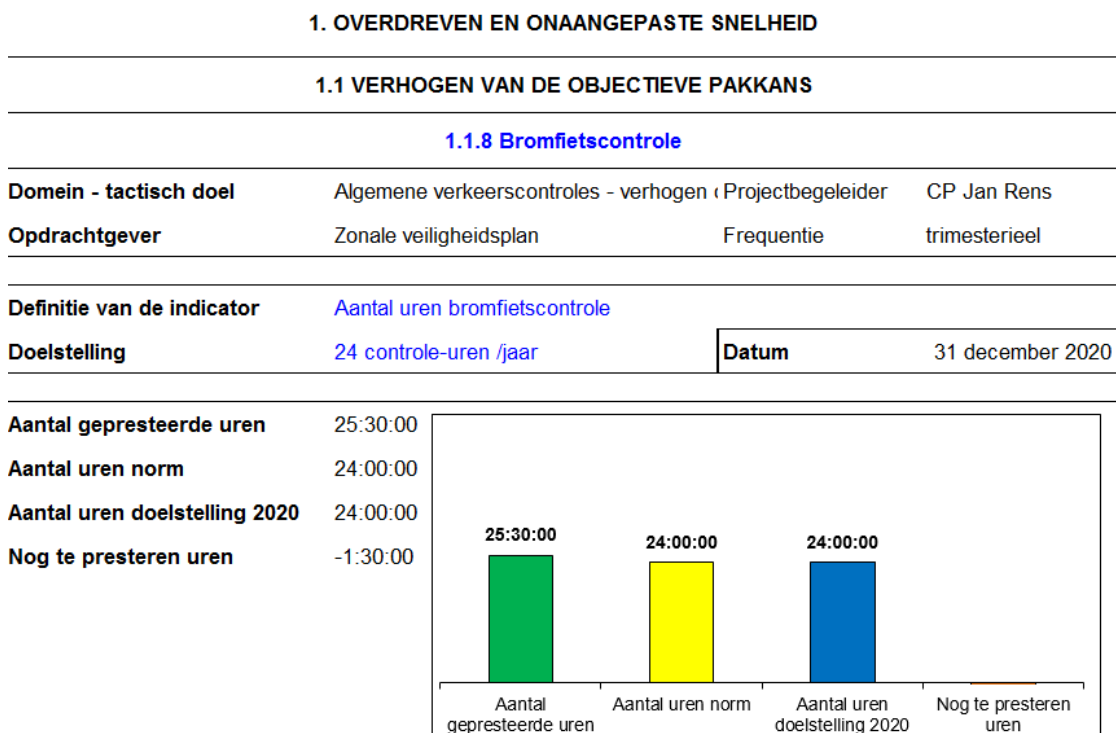 1. OVERDREVEN EN ONAANGEPASTE SNELHEID
1.1 VERHOGEN VAN DE OBJECTIEVE PAKKANS
1.1.8 Bromfietscontrole
Domein - tactisch doel Algemene verkeerscontroles - verhogen Projectbegeleider CP Jan Rens
Opdrachtgever Zonale veiligheidsplan Frequentie trimesterieel
Definitie van de indicator Aantal uren bromfietscontrole
Doelstelling 24 controle-uren /jaar Datum 31 december 2020
Aantal gepresteerde uren 25:30:00
Aantal uren norm 24:00:00
Aantal uren doelstelling 2020 24:00:00
Nog te presteren uren -1:30:00
25:30:00 24:00:00 24:00:00
Aantal gepresteerde uren
Aantal uren norm
Aantal uren doelstelling 2020
Nog te presteren uren